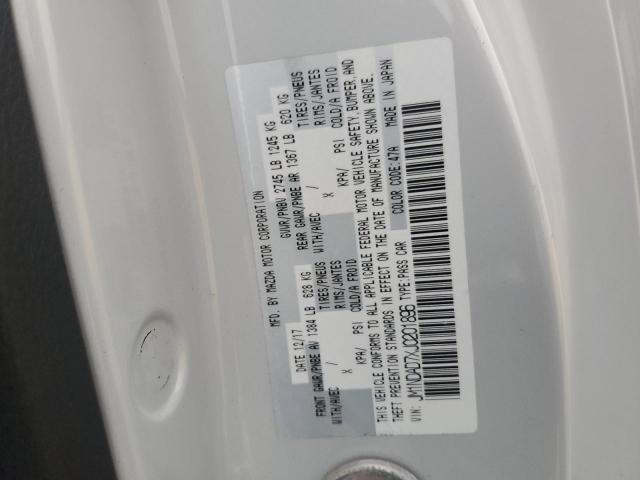 MFD. BY MAZDA MOTOR CORPORATION
DATE 12/17 GVWR/PNBV 2745 LB 1245 KG
FRONT GAWR/PNBE AV 1384 LB 628 KG REAR GAWR/PNBE AR 1367 LB 620 KG
WITH/AVEC / TIRES/PNEUS WITH/AVEC / TIRES/PNEUS
X RIMS/JANTES X RIMS/JANTES
KPA/ PSI COLD/A FROID KPA/ PSI COLD/A FROID
THIS VEHICLE CONFORMS TO ALL APPLICABLE FEDERAL MOTOR VEHICLE SAFETY, BUMPER, AND
THEFT PREVENTION STANDARDS IN EFFECT ON THE DATE OF MANUFACTURE SHOWN ABOVE.
VIN: JM1NDAD7XJ0201896 TYPE:PASS CAR COLOR CODE:47A MADE IN JAPAN